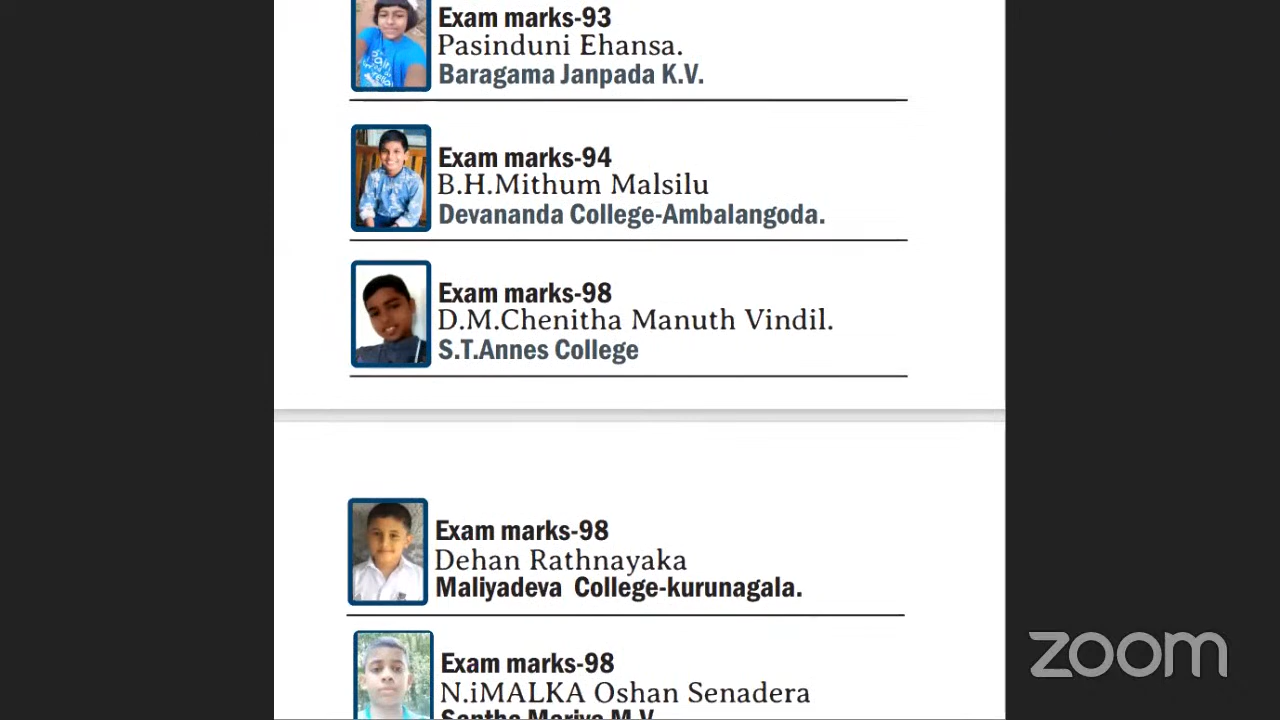 Exam marks-93
Pasinduni Ehansa.
Baragama Janpada K.V.
Exam marks-94
B.H.Mithum Malsilu
Devananda College-Ambalangoda.
Exam marks-98
D.M.Chenitha Manuth Vindil.
S.T.Annes College
Exam marks-98
Dehan Rathnayaka
Maliyadeva College-kurunagala.
Exam marks-98
N.iMALKA Oshan Senadera
Santha Mariya M.V.
zoom